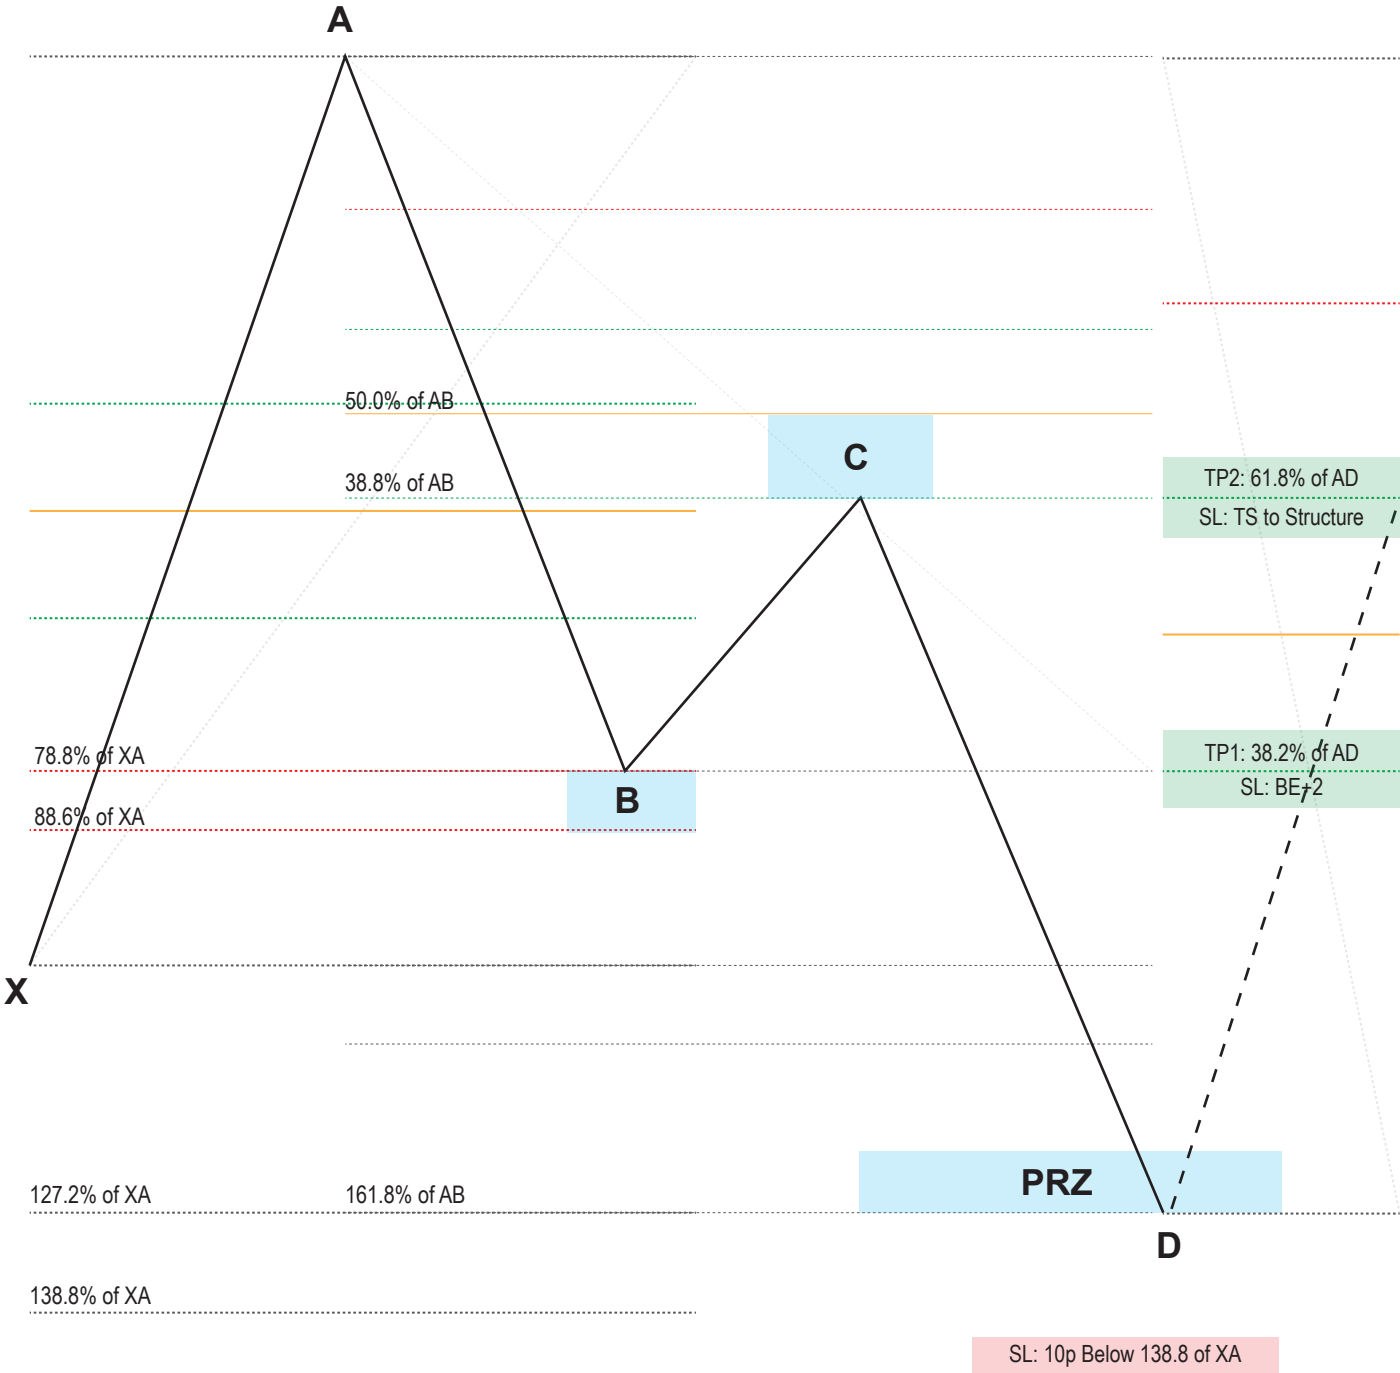 A
50.0% of AB
C
38.8% of AB
TP2: 61.8% of AD
SL: TS to Structure
78.8% of XA
TP1: 38.2% of AD
SL: BE+2
B
88.6% of XA
X
PRZ
127.2% of XA
161.8% of AB
D
138.8% of XA
SL: 10p Below 138.8 of XA